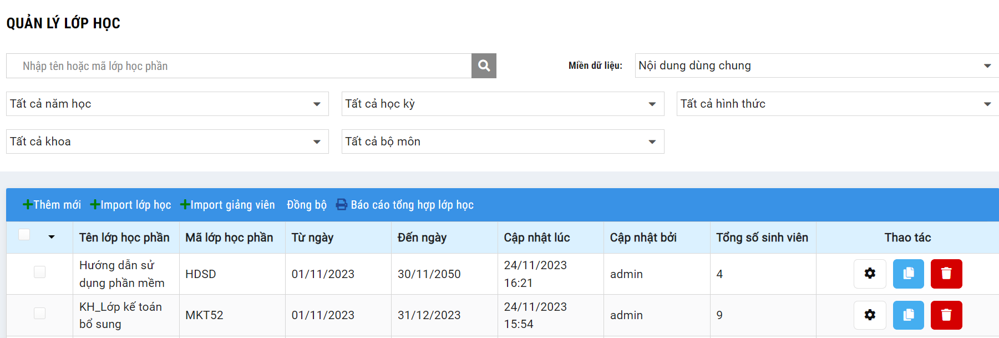 QUẢN LÝ LỚP HỌC
Nhập tên hoặc mã lớp học phần
Miền dữ liệu:
Nội dung dùng chung
Tất cả năm học
Tất cả học kỳ
Tất cả hình thức
Tất cả khoa
Tất cả bộ môn
Thêm mới Import lớp học Import giảng viên Đồng bộ Báo cáo tổng hợp lớp học
Tên lớp học phần Mã lớp học phần Từ ngày Đến ngày Cập nhật lúc Cập nhật bởi Tổng số sinh viên Thao tác
Hướng dẫn sử
dụng phần mềm
HDSD
01/11/2023
30/11/2050
24/11/2023
16:21
admin
4
KH_Lớp kế toán
bổ sung
MKT52
01/11/2023
31/12/2023
24/11/2023
15:54
admin
9